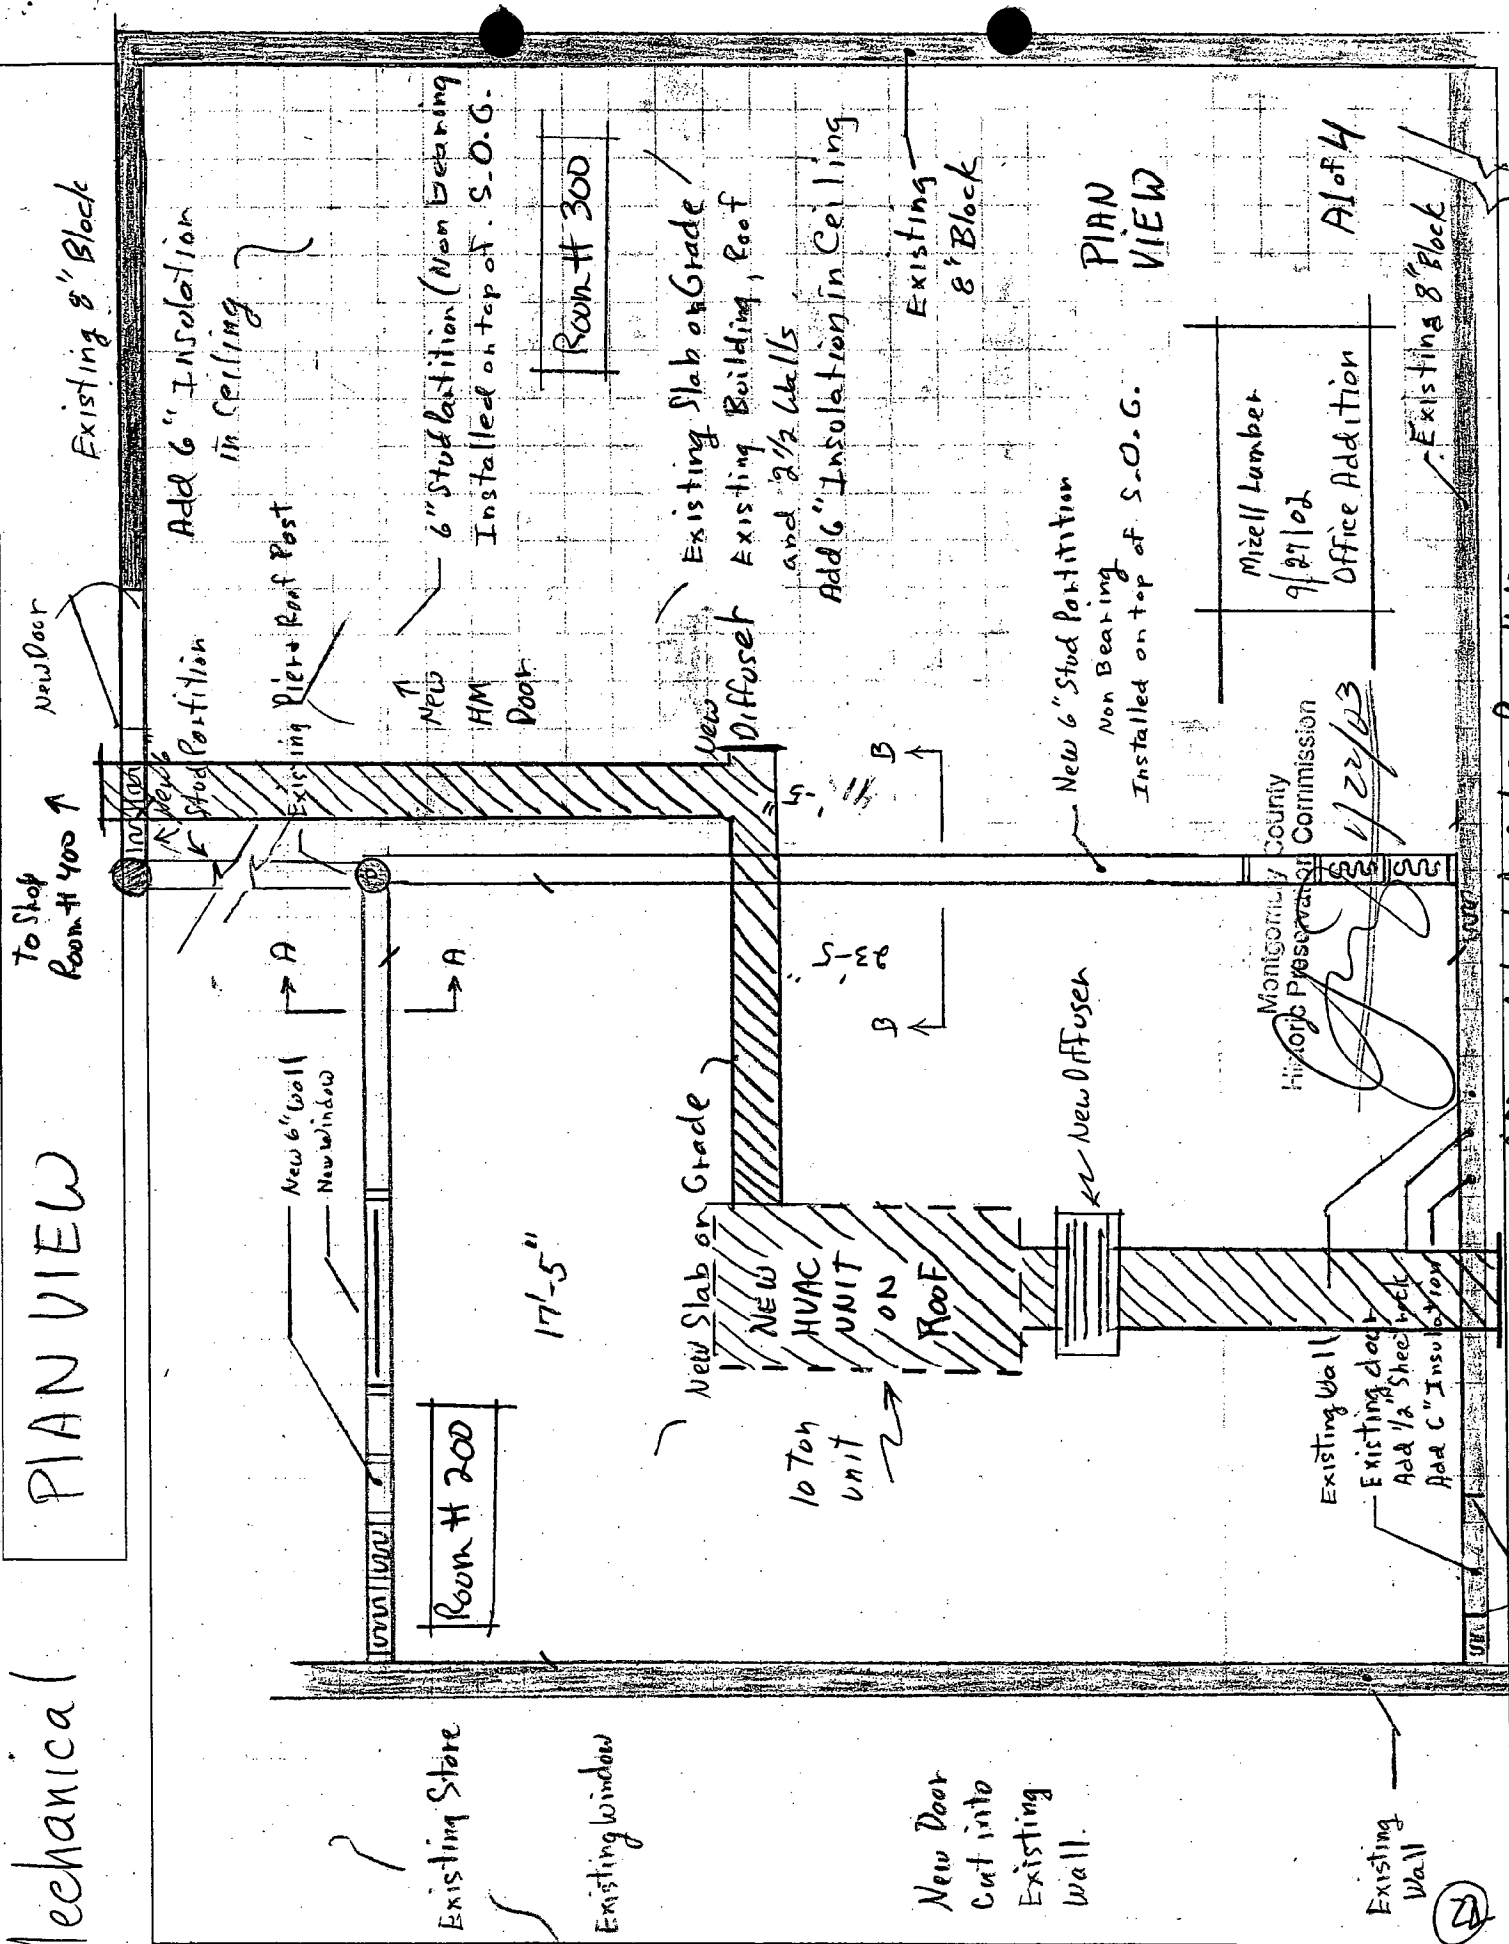 Mechanical
PLAN VIEW
To Shop
Room # 400
New Door
Existing 8" Block
Existing Store
Existing Window
New Door
Cut into
Existing
Wall.
Existing
Wall
New 6" Wall
New Window
A
A
Room # 200
17'-5"
New Slab on Grade
NEW
HVAC
UNIT
ON
ROOF
10 Ton
unit
New Diffuser
B
B
23'-5"
11'-5"
New 6"
Stud Partition
Existing Pier & Roof Post
Add 6" Insulation
in Ceiling
New
HM
Door
6" Stud Partition (Non Bearing
Installed on top of S.O.G.
Room # 300
New
Diffuser
Existing Slab on Grade
Existing Building, Roof
and 2 1/2 Walls
Add 6" Insulation in Ceiling
Existing
8" Block
New 6" Stud Partition
Non Bearing
Installed on top of S.O.G.
PLAN
VIEW
Mizell Lumber
9/27/02
Office Addition
A1 of 4
Existing 8" Block
Montgomery County
Historic Preservation Commission
1/22/03
Existing Wall
Existing door
Add 1/2" Sheetrock
Add 6" Insulation